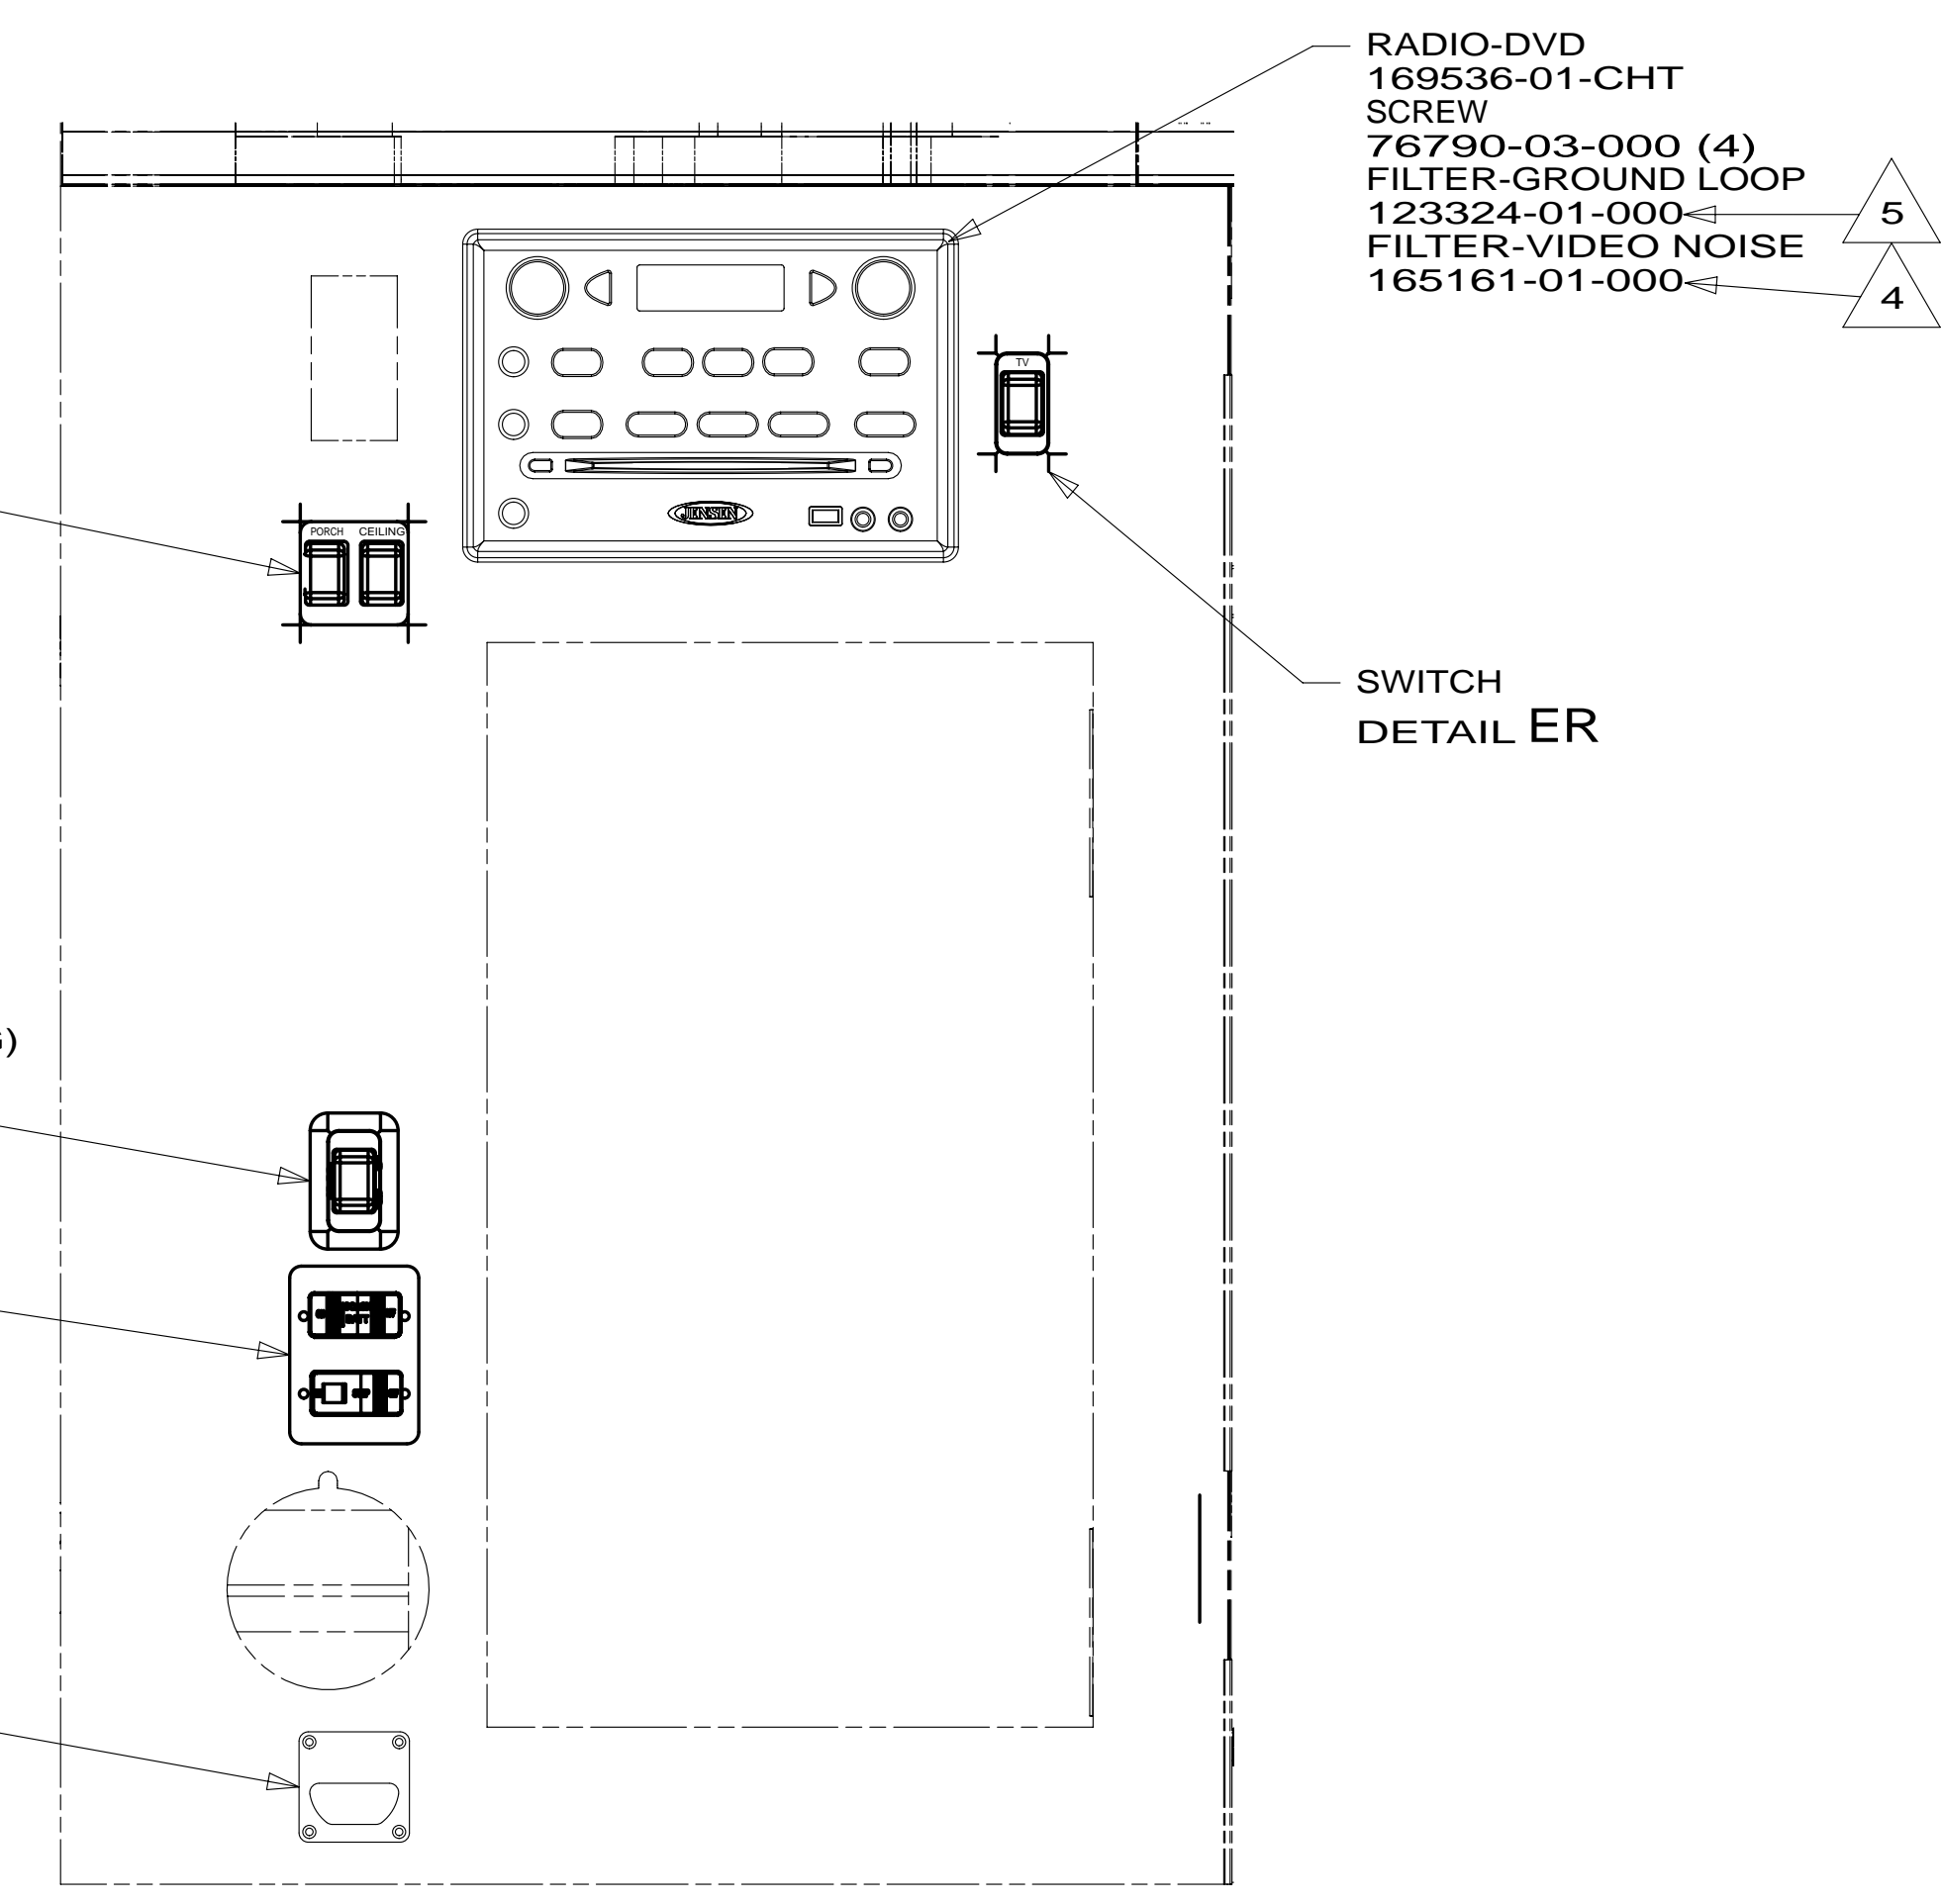 RADIO-DVD
169536-01-CHT
SCREW
76790-03-000 (4)
FILTER-GROUND LOOP
123324-01-000
5
FILTER-VIDEO NOISE
165161-01-000
4
TV
JENSEN
PORCH CEILING
SWITCH
DETAIL ER